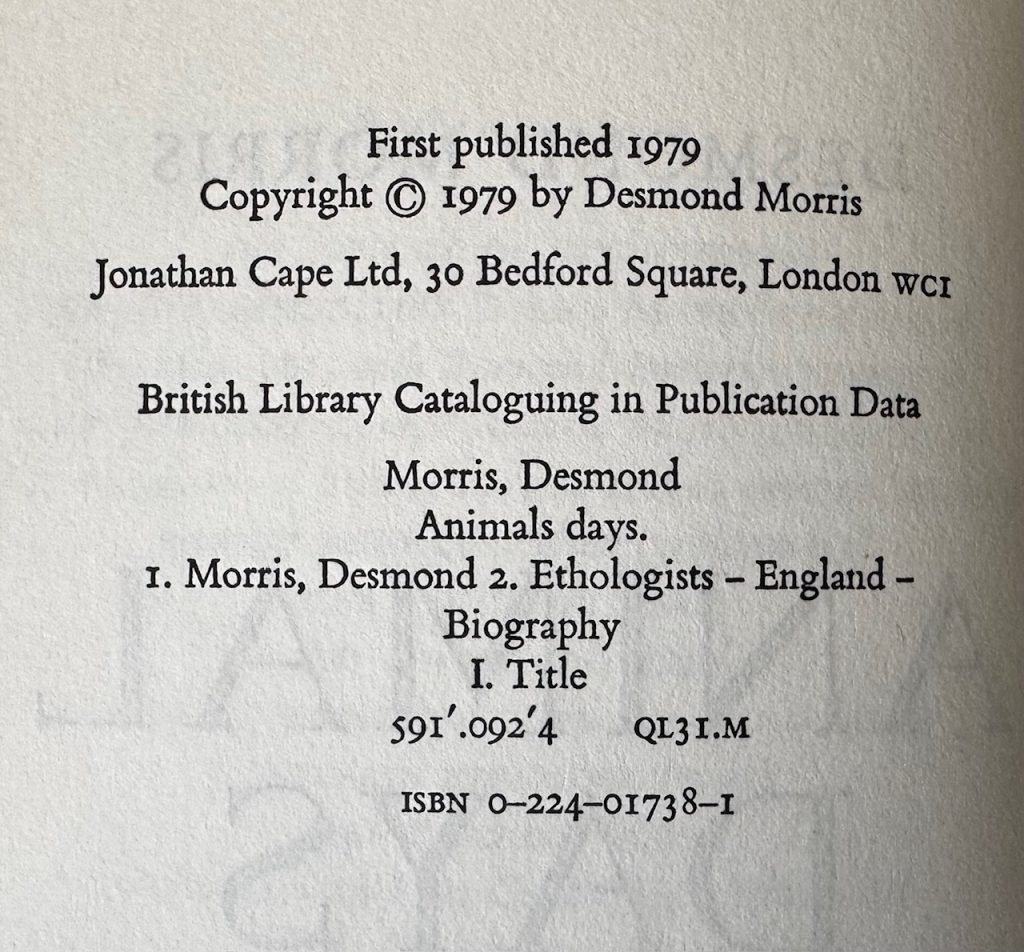 First published 1979
Copyright © 1979 by Desmond Morris
Jonathan Cape Ltd, 30 Bedford Square, London WC1
British Library Cataloguing in Publication Data
Morris, Desmond
Animals days.
1. Morris, Desmond 2. Ethologists – England –
Biography
I. Title
591′.092′4 QL31.M
ISBN 0–224–01738–1